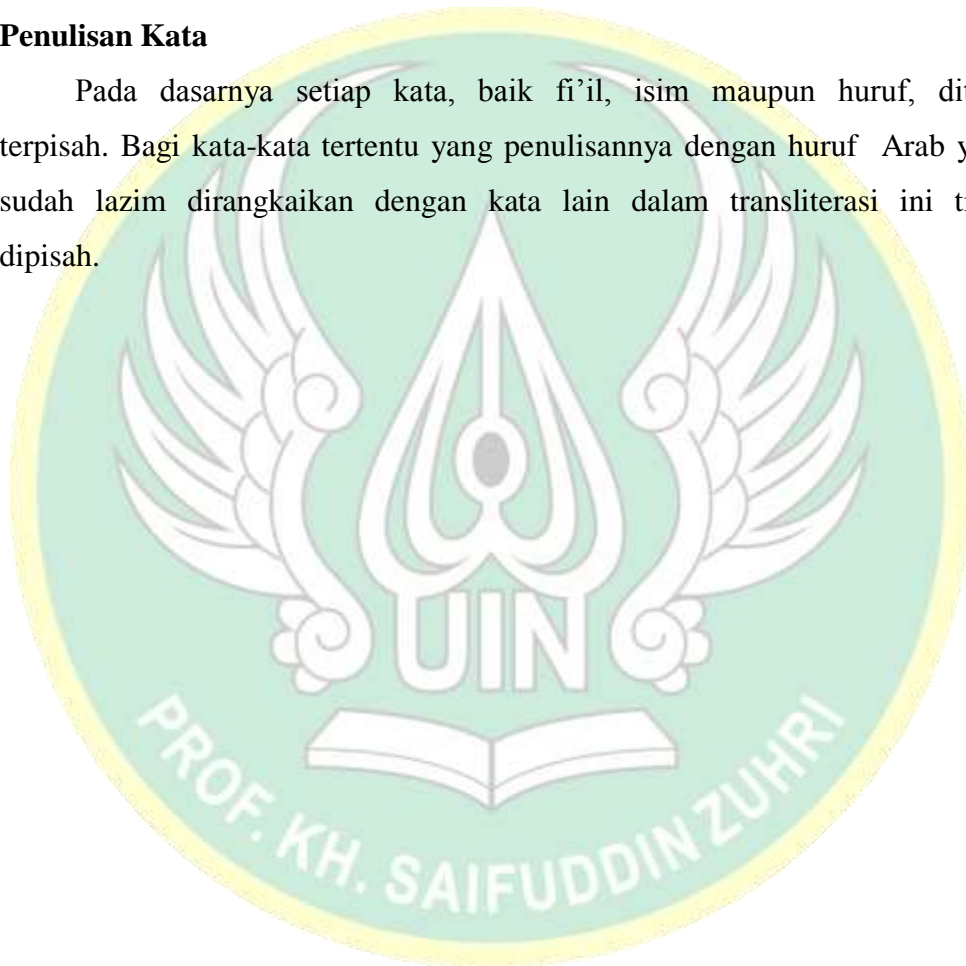 Penulisan Kata
Pada dasarnya setiap kata, baik fi’il, isim maupun huruf, dit
terpisah. Bagi kata-kata tertentu yang penulisannya dengan huruf Arab y
sudah lazim dirangkaikan dengan kata lain dalam transliterasi ini t
dipisah.
UIN
PROF. KH. SAIFUDDIN ZUHRI